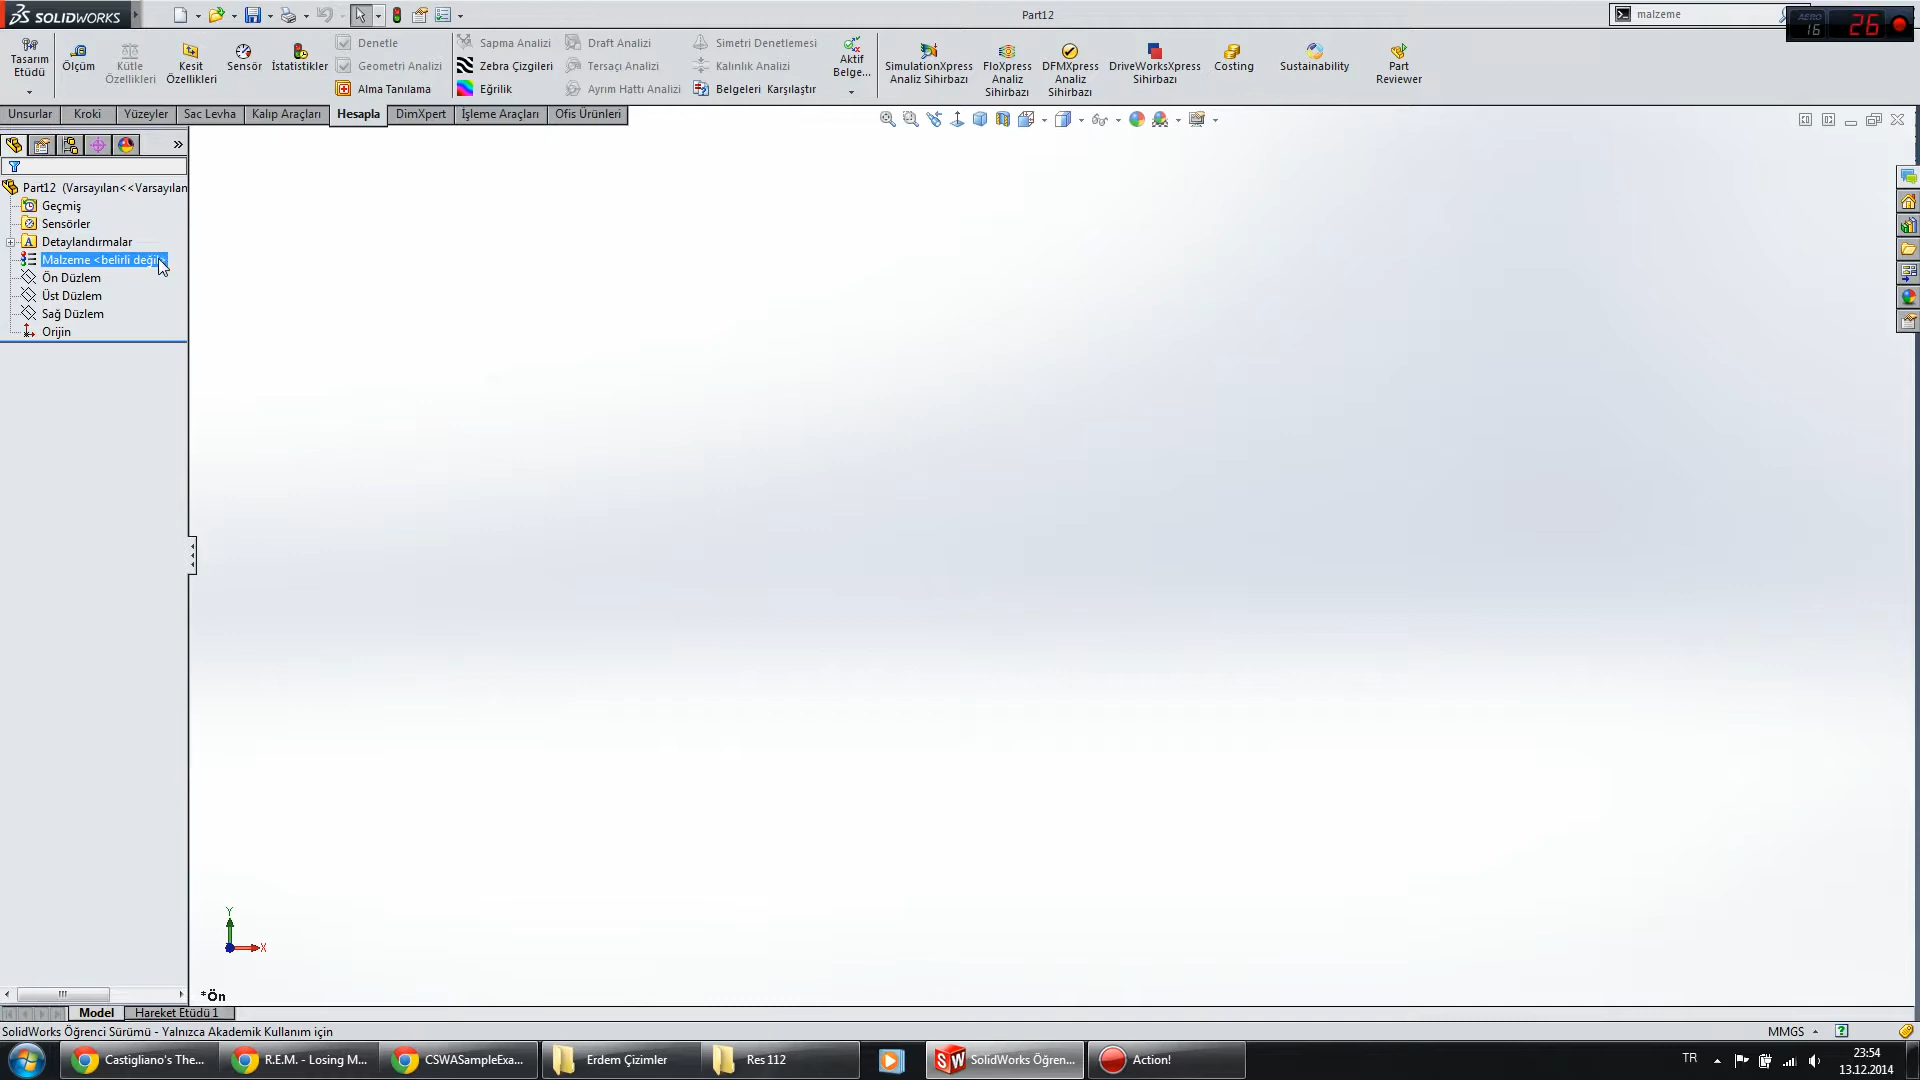 SOLIDWORKS
Part12
malzeme
AERO
16
26
Tasarım Etüdü
Ölçüm
Kütle Özellikleri
Kesit Özellikleri
Sensör
İstatistikler
Denetle
Geometri Analizi
Alma Tanılama
Sapma Analizi
Zebra Çizgileri
Eğrilik
Draft Analizi
Tersaçı Analizi
Ayrım Hattı Analizi
Simetri Denetlemesi
Kalınlık Analizi
Belgeleri Karşılaştır
Aktif Belge...
SimulationXpress Analiz Sihirbazı
FloXpress Analiz Sihirbazı
DFMXpress Analiz Sihirbazı
DriveWorksXpress Sihirbazı
Costing
Sustainability
Part Reviewer
Unsurlar
Kroki
Yüzeyler
Sac Levha
Kalıp Araçları
Hesapla
DimXpert
İşleme Araçları
Ofis Ürünleri
Part12 (Varsayılan<<Varsayılan
Geçmiş
Sensörler
Detaylandırmalar
Malzeme <belirli değil>
Ön Düzlem
Üst Düzlem
Sağ Düzlem
Orijin
Y
X
*Ön
Model
Hareket Etüdü 1
SolidWorks Öğrenci Sürümü - Yalnızca Akademik Kullanım için
MMGS
Castigliano's The...
R.E.M. - Losing M...
CSWASampleExa...
Erdem Çizimler
Res 112
SolidWorks Öğren...
Action!
TR
23:54
13.12.2014